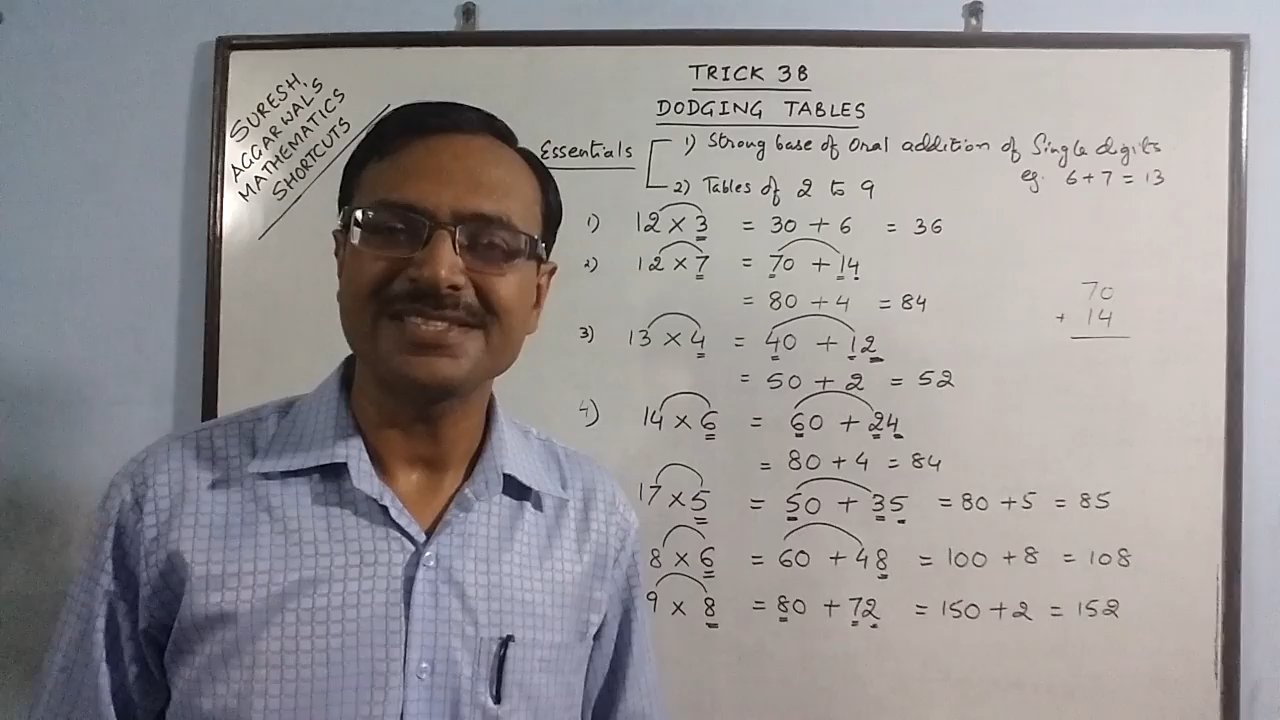 SURESH
AGGARWAL'S
MATHEMATICS
SHORTCUTS
TRICK 38
DODGING TABLES
Essentials 1) Strong base of Oral addition of Single digits
eg. 6+7 = 13
2) Tables of 2 to 9
1) 12 × 3 = 30 + 6 = 36
2) 12 × 7 = 70 + 14
= 80 + 4 = 84
70
+ 14
3) 13 × 4 = 40 + 12
= 50 + 2 = 52
4) 14 × 6 = 60 + 24
= 80 + 4 = 84
17 × 5 = 50 + 35 = 80 + 5 = 85
8 × 6 = 60 + 48 = 100 + 8 = 108
9 × 8 = 80 + 72 = 150 + 2 = 152